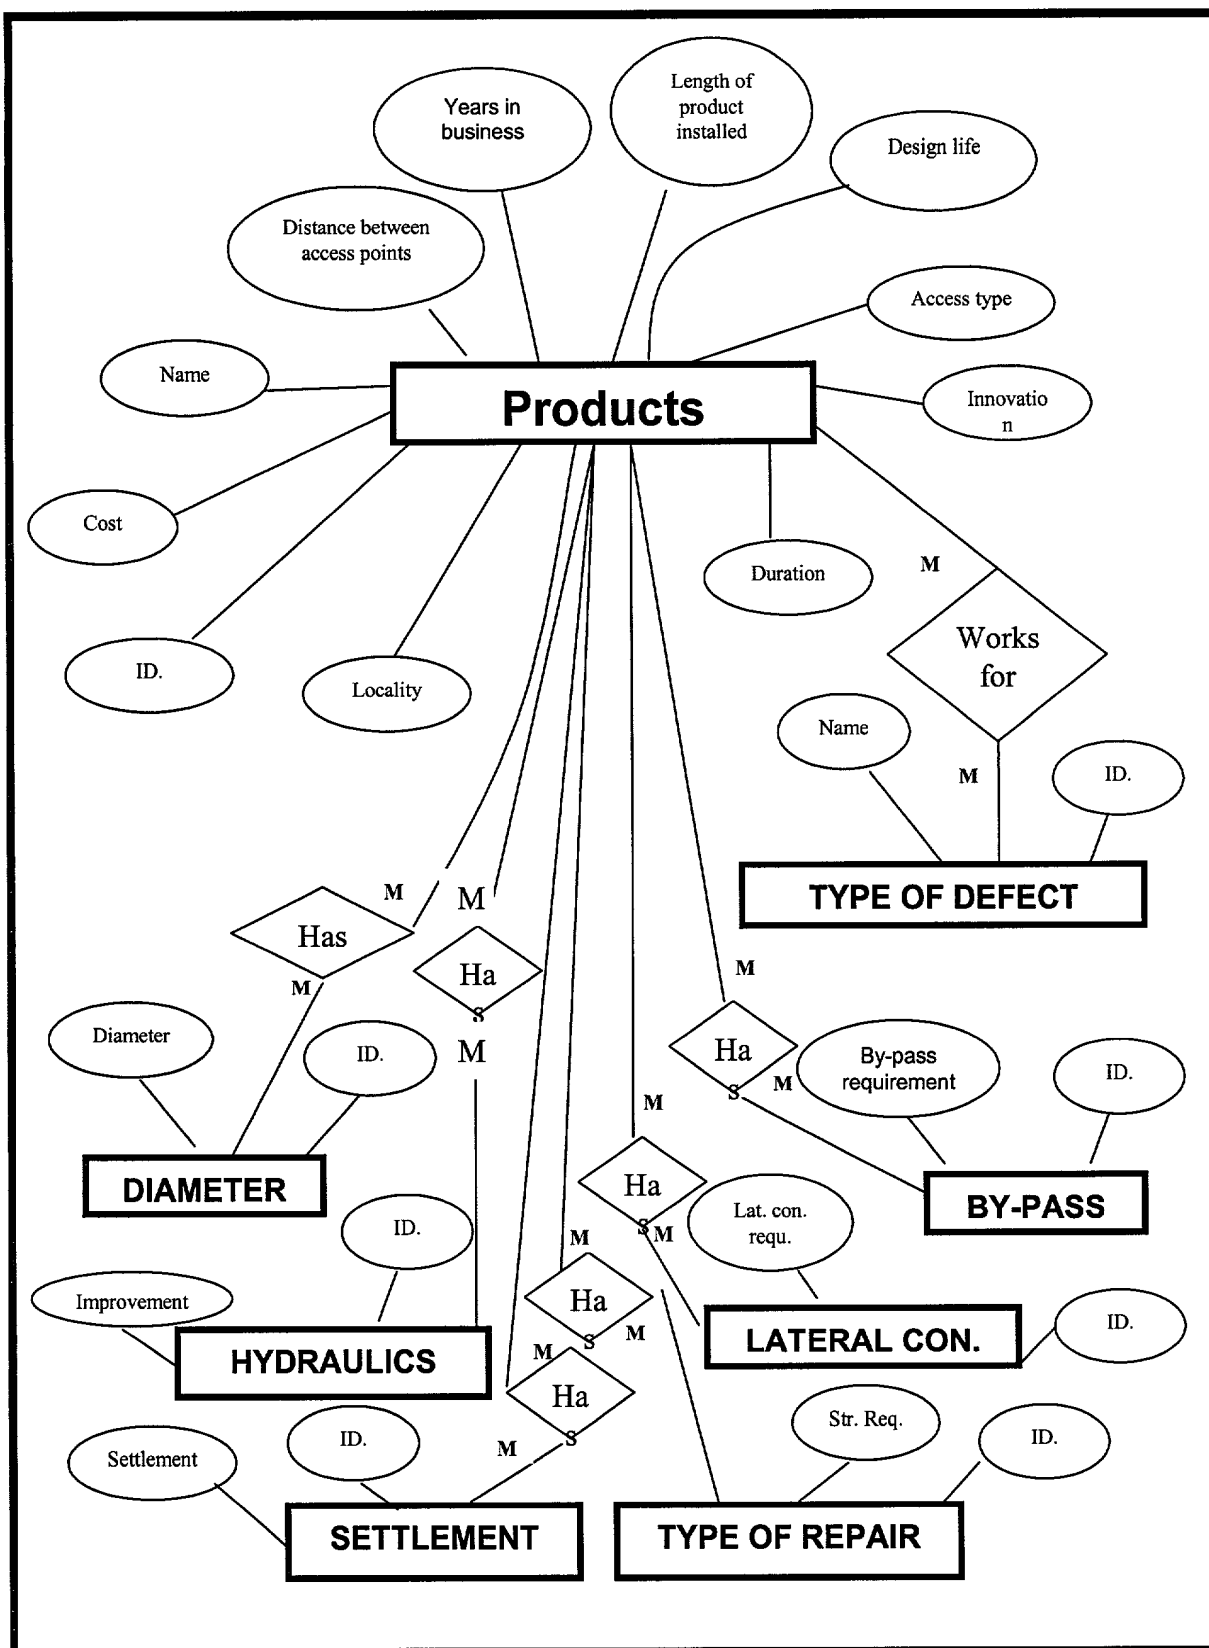 Length of
product
installed
Years in
business
Design life
Distance between
access points
Access type
Name
Innovatio
n
Products
Cost
M
Duration
Works
for
ID.
Locality
Name
M
ID.
TYPE OF DEFECT
M
M
Has
M
Ha
s
M
M
Ha
s
M
Diameter
ID.
M
By-pass
requirement
ID.
M
Ha
s
M
DIAMETER
BY-PASS
Lat. con.
requ.
ID.
M
Ha
s
M
Improvement
HYDRAULICS
LATERAL CON.
ID.
M
Ha
s
M
Settlement
ID.
Str. Req.
ID.
SETTLEMENT
TYPE OF REPAIR